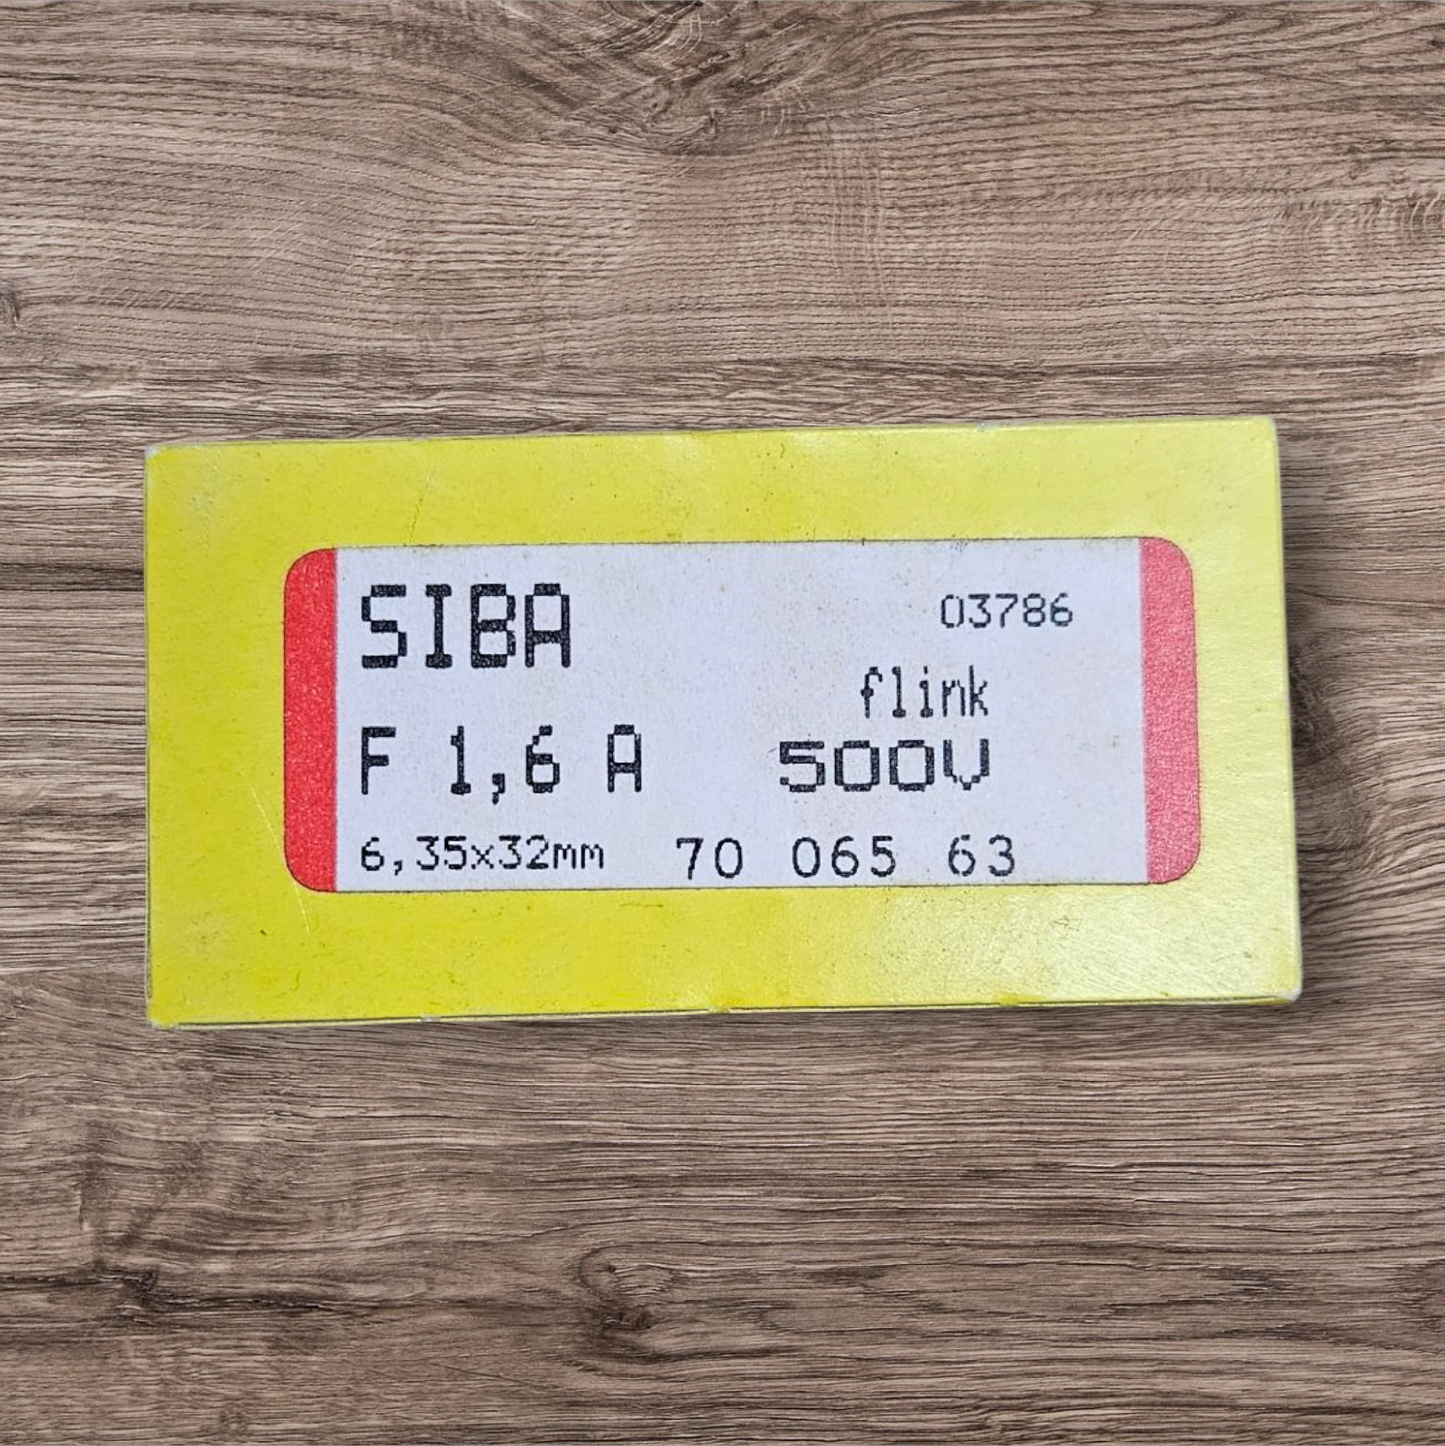 SIBA 03786
flink
F 1,6 A 500V
6,35x32mm 70 065 63